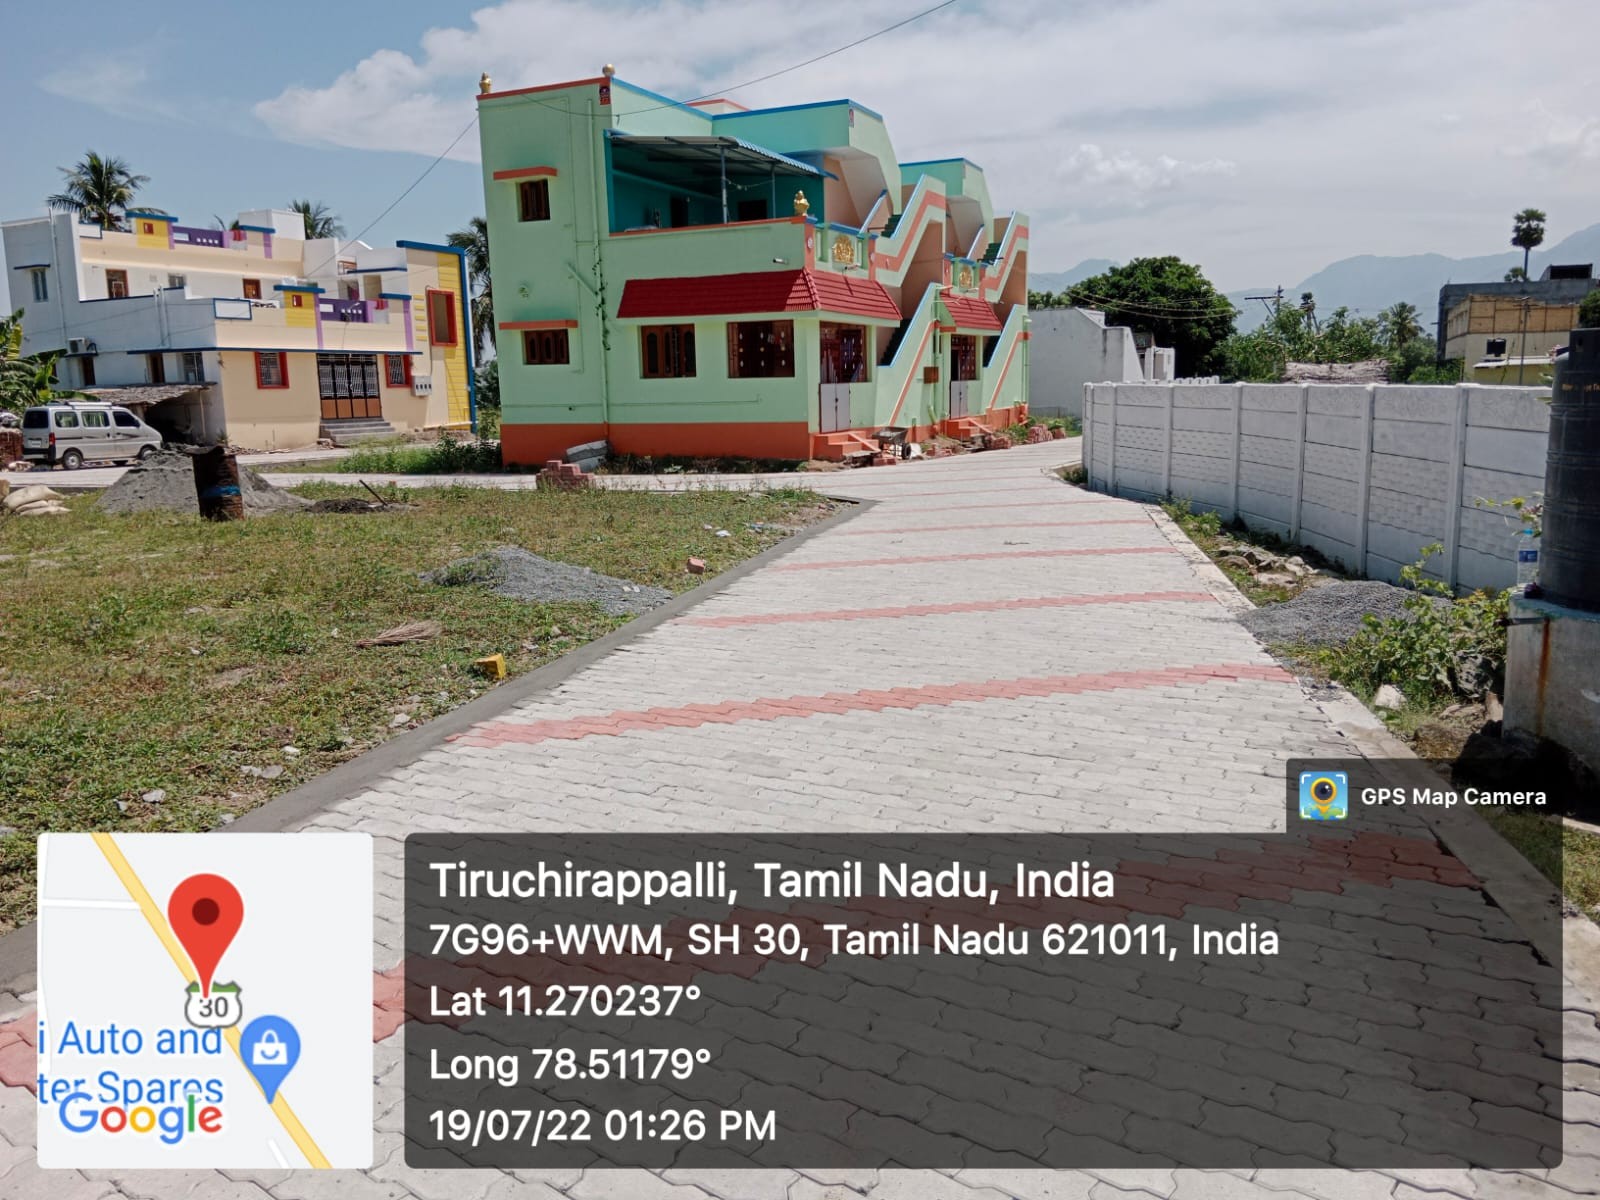 GPS Map Camera
Tiruchirappalli, Tamil Nadu, India
7G96+WWM, SH 30, Tamil Nadu 621011, India
Lat 11.270237°
Long 78.51179°
19/07/22 01:26 PM
30
i Auto and
ter Spares
Google